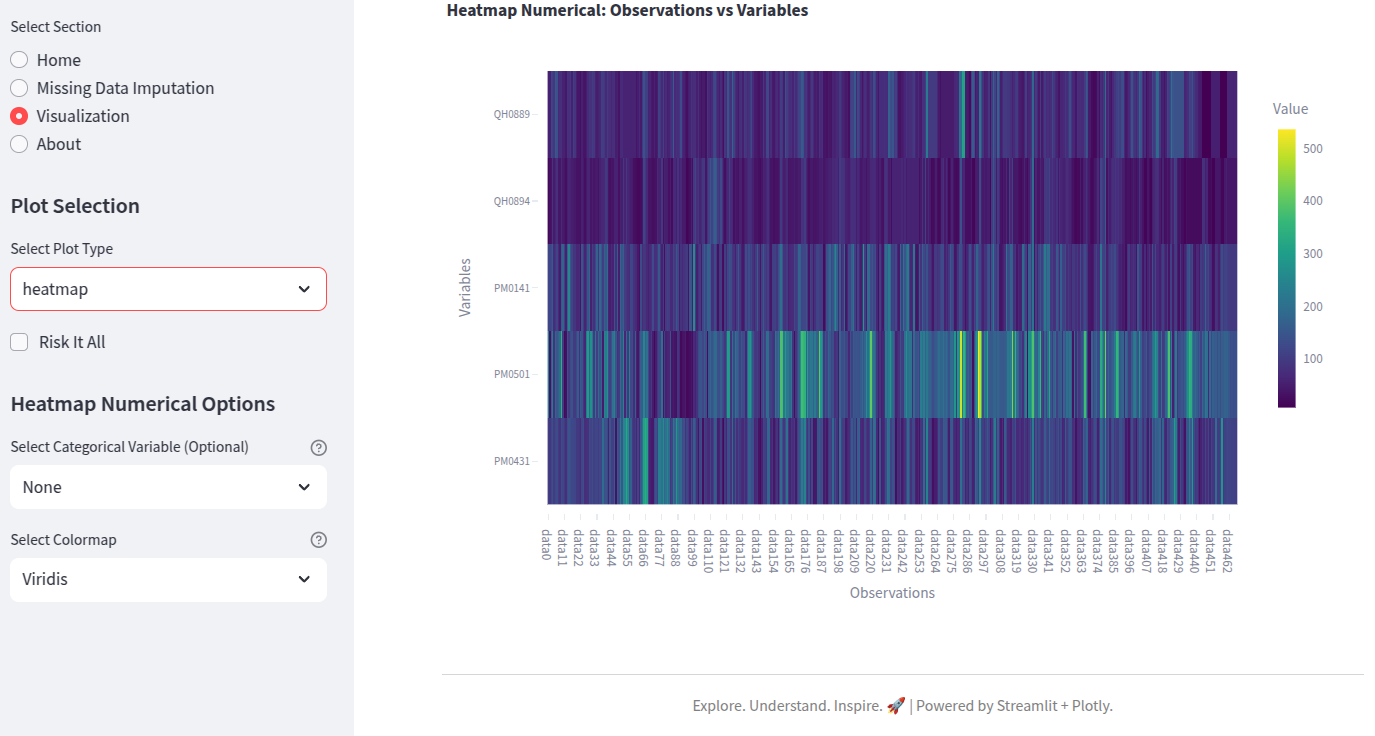 Select Section
Home
Missing Data Imputation
Visualization
About
Plot Selection
Select Plot Type
heatmap
Risk It All
Heatmap Numerical Options
Select Categorical Variable (Optional)
None
Select Colormap
Viridis
Heatmap Numerical: Observations vs Variables
Variables
QH0889
QH0894
PM0141
PM0501
PM0431
data0
data11
data22
data33
data44
data55
data66
data77
data88
data99
data110
data121
data132
data143
data154
data165
data176
data187
data198
data209
data220
data231
data242
data253
data264
data275
data286
data297
data308
data319
data330
data341
data352
data363
data374
data385
data396
data407
data418
data429
data440
data451
data462
Observations
Value
500
400
300
200
100
Explore. Understand. Inspire. 🚀 | Powered by Streamlit + Plotly.